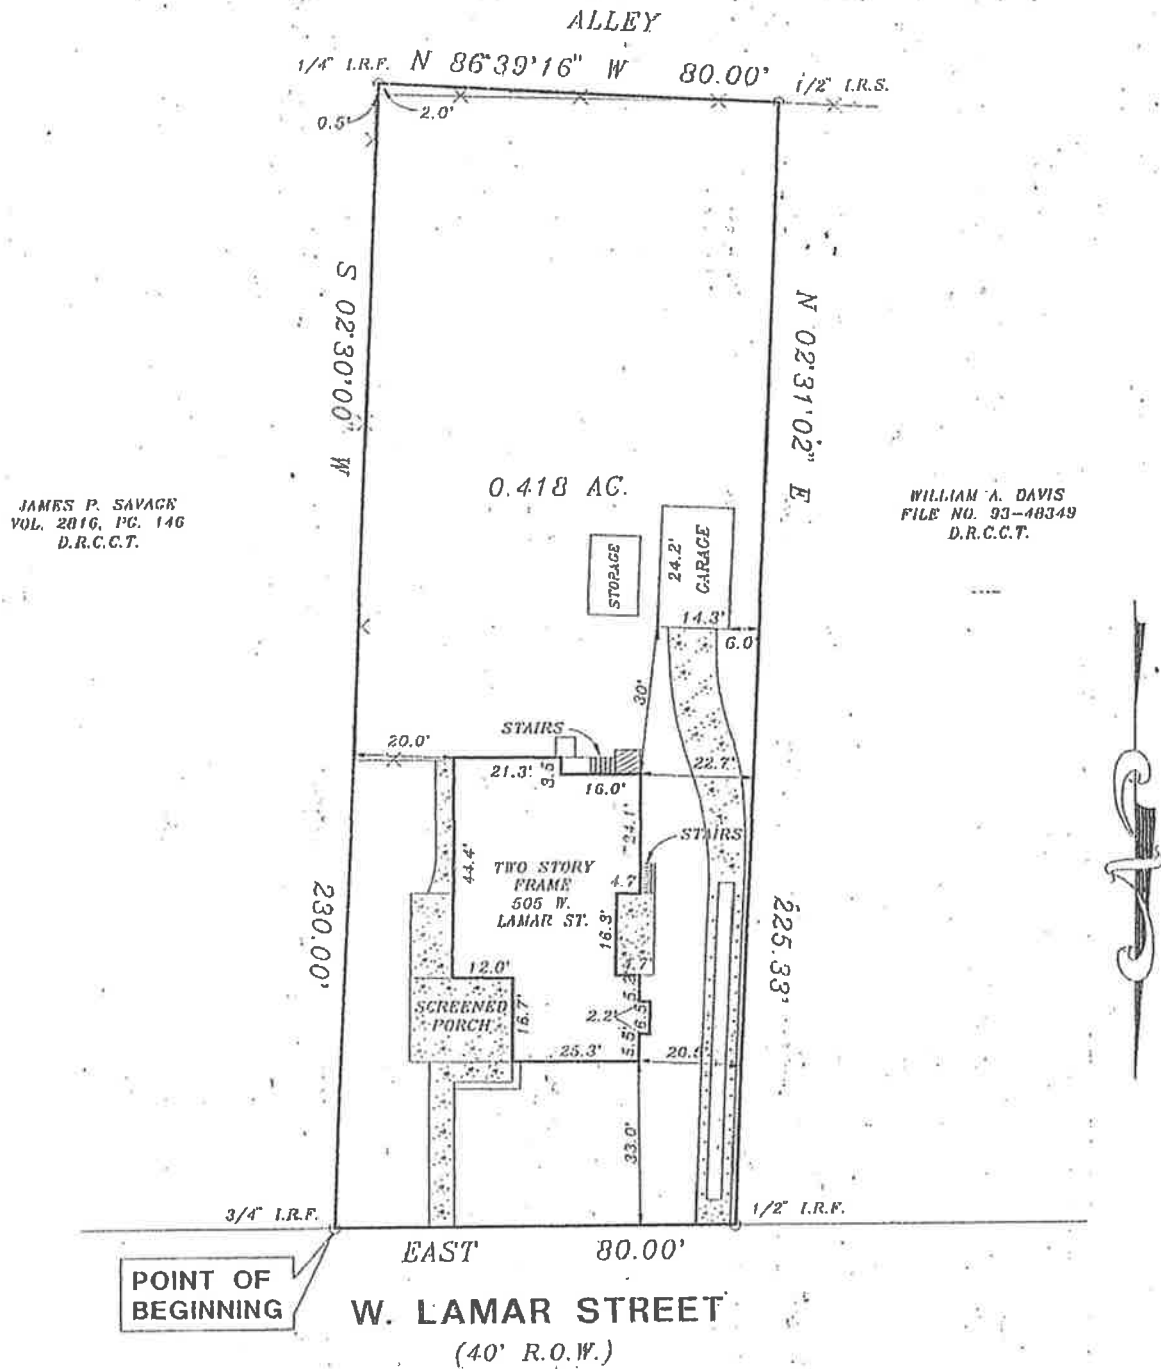 ALLEY
1/4" I.R.F.
N 86°39'16" W
80.00'
1/2" I.R.S.
0.5'
2.0'
S 02°30'00" W
N 02°31'02" E
0.418 AC.
JAMES P. SAVAGE
VOL. 2816, PG. 146
D.R.C.C.T.
WILLIAM A. DAVIS
FILE NO. 93-48349
D.R.C.C.T.
STORAGE
24.2'
GARAGE
14.3'
6.0'
30'
STAIRS
20.0'
21.3'
3.5'
16.0'
22.7'
24.1'
STAIRS
44.4'
TWO STORY
FRAME
505 W.
LAMAR ST.
4.7'
16.3'
4.7'
230.00'
225.33'
12.0'
5.2'
SCREENED
PORCH
16.7'
2.2'
6.5'
5.5'
25.3'
20.9'
33.0'
3/4" I.R.F.
1/2" I.R.F.
EAST
80.00'
POINT OF
BEGINNING
W. LAMAR STREET
(40' R.O.W.)